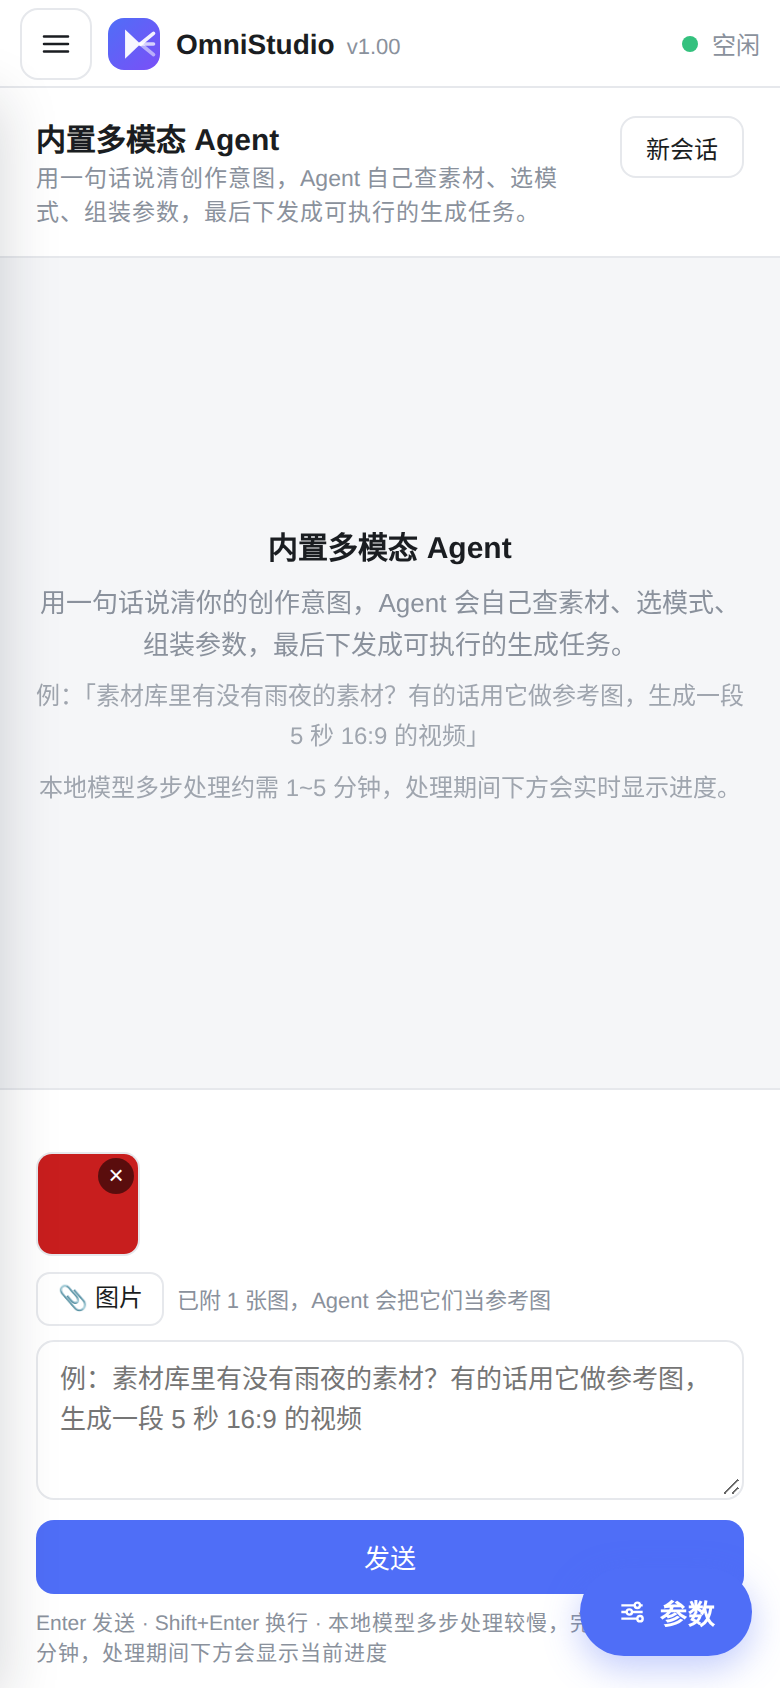 OmniStudio v1.00
空闲
内置多模态 Agent
新会话
用一句话说清创作意图，Agent 自己查素材、选模
式、组装参数，最后下发成可执行的生成任务。
内置多模态 Agent
用一句话说清你的创作意图，Agent 会自己查素材、选模式、
组装参数，最后下发成可执行的生成任务。
例：「素材库里有没有雨夜的素材？有的话用它做参考图，生成一段
5 秒 16:9 的视频」
本地模型多步处理约需 1~5 分钟，处理期间下方会实时显示进度。
图片
已附 1 张图，Agent 会把它们当参考图
例：素材库里有没有雨夜的素材？有的话用它做参考图，
生成一段 5 秒 16:9 的视频
发送
参数
Enter 发送 · Shift+Enter 换行 · 本地模型多步处理较慢，
分钟，处理期间下方会显示当前进度